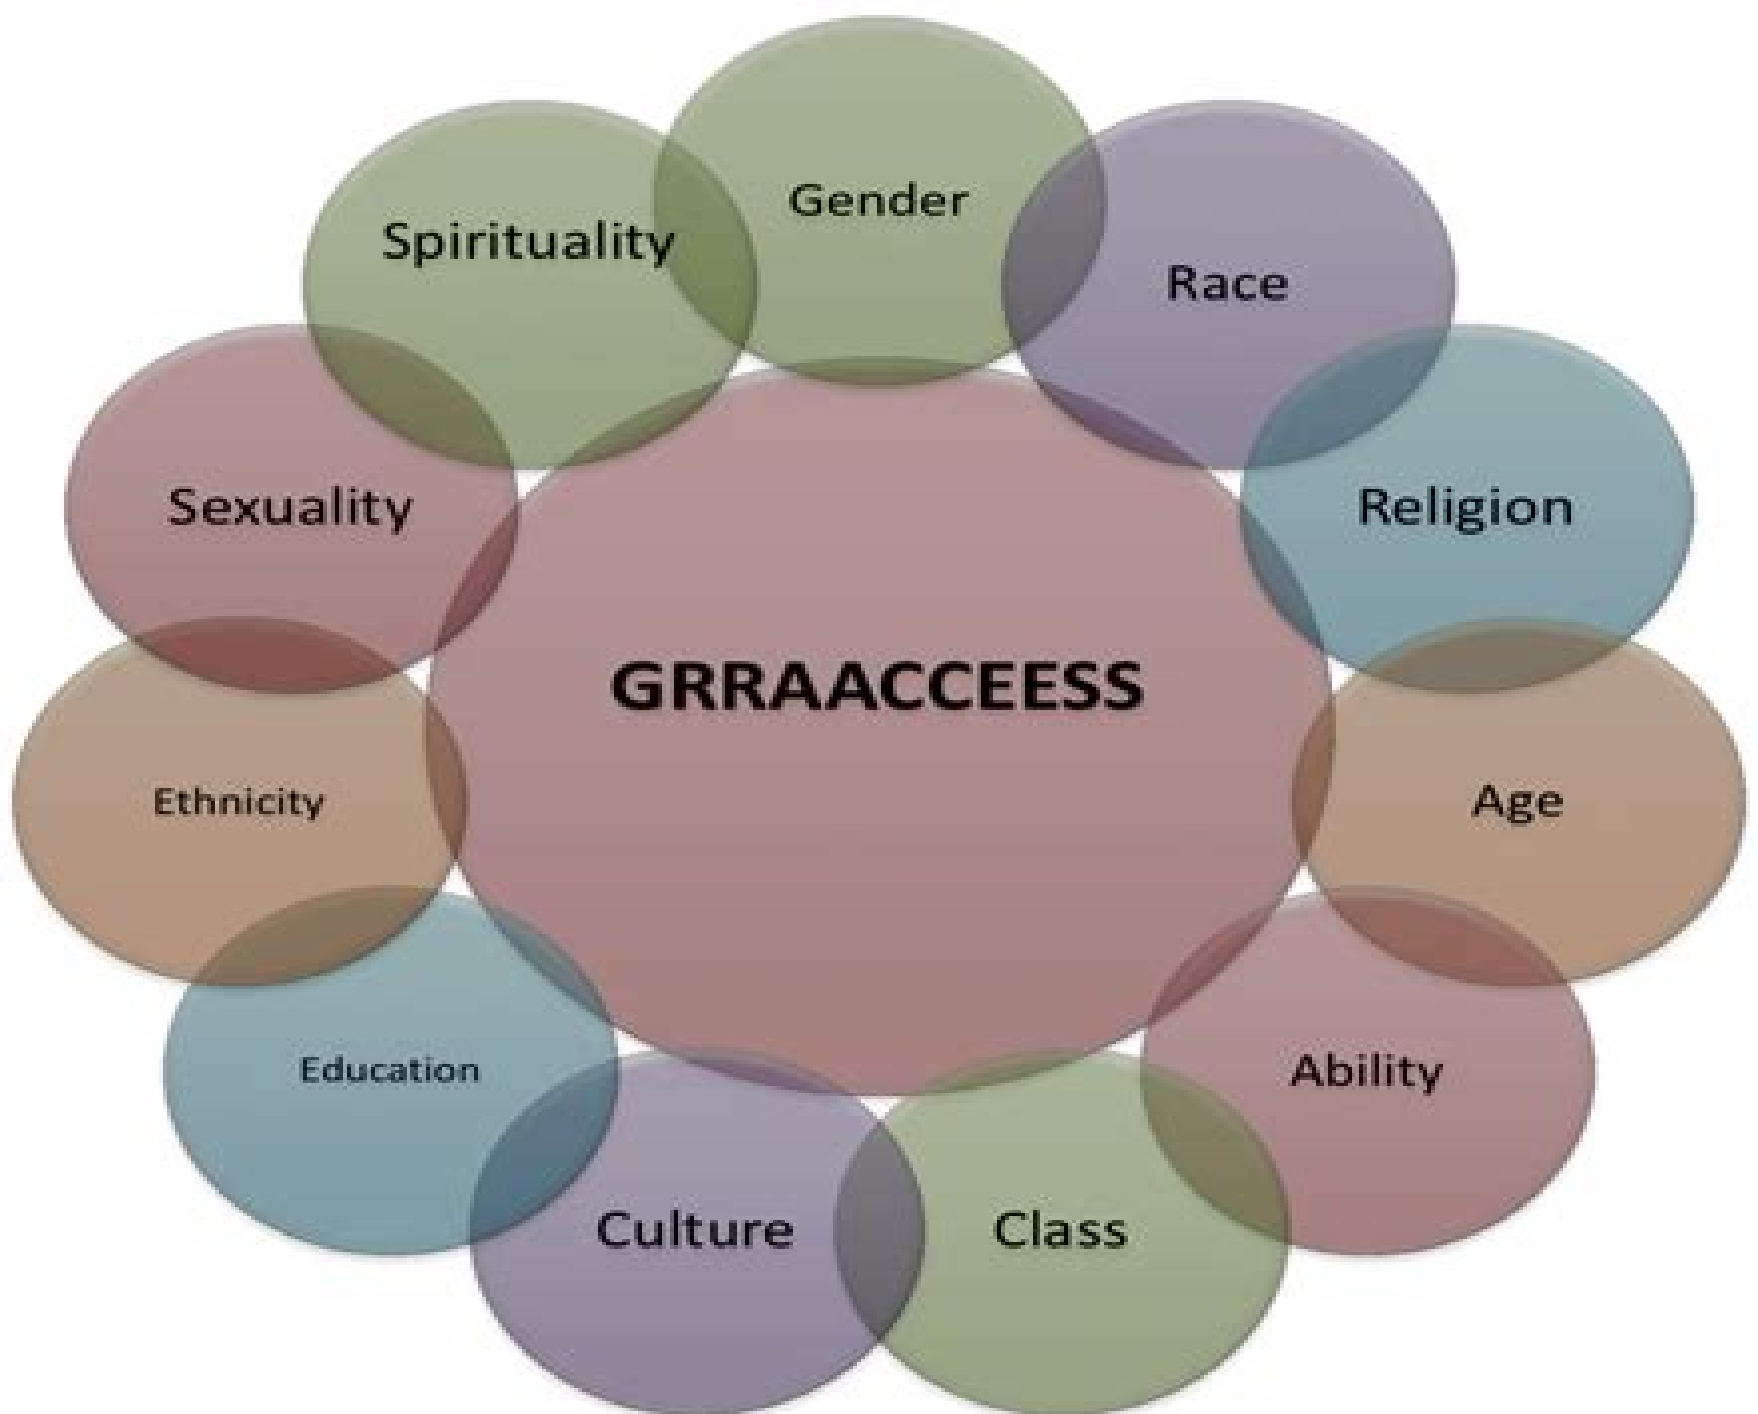 Gender
Race
Religion
Age
Ability
Class
Culture
Education
Ethnicity
Sexuality
Spirituality
GRRAACCEESS